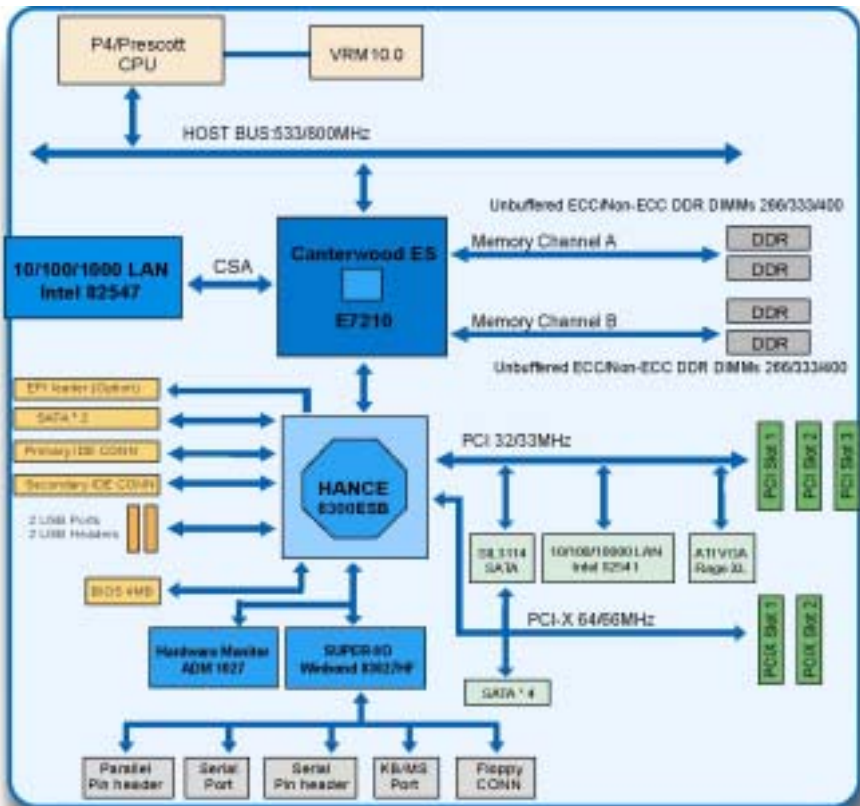 P4/Prescott
CPU
VRM 10.0
HOST BUS:533/800MHz
Unbuffered ECC/Non-ECC DDR DIMMs 266/333/400
10/100/1000 LAN
Intel 82547
CSA
Canterwood ES
E7210
Memory Channel A
DDR
DDR
Memory Channel B
DDR
DDR
Unbuffered ECC/Non-ECC DDR DIMMs 266/333/400
header (Option)
SATA * 2
Primary IDE CONN
Secondary IDE CONN
2 USB Ports
2 USB Headers
BIOS 4MB
HANCE
6300ESB
PCI 32/33MHz
PCI Slot 1
PCI Slot 2
PCI Slot 3
SIL3114
SATA
10/100/10000 LAN
Intel 82541
ATI VGA
Rage XL
PCI-X 64/66MHz
PCIX Slot 1
PCIX Slot 2
SATA * 4
Hardware Monitor
ADM 1027
SUPER I/O
Winbond 83627HF
Parallel
Pin header
Serial
Port
Serial
Pin header
KB/MS
Port
Floppy
CONN